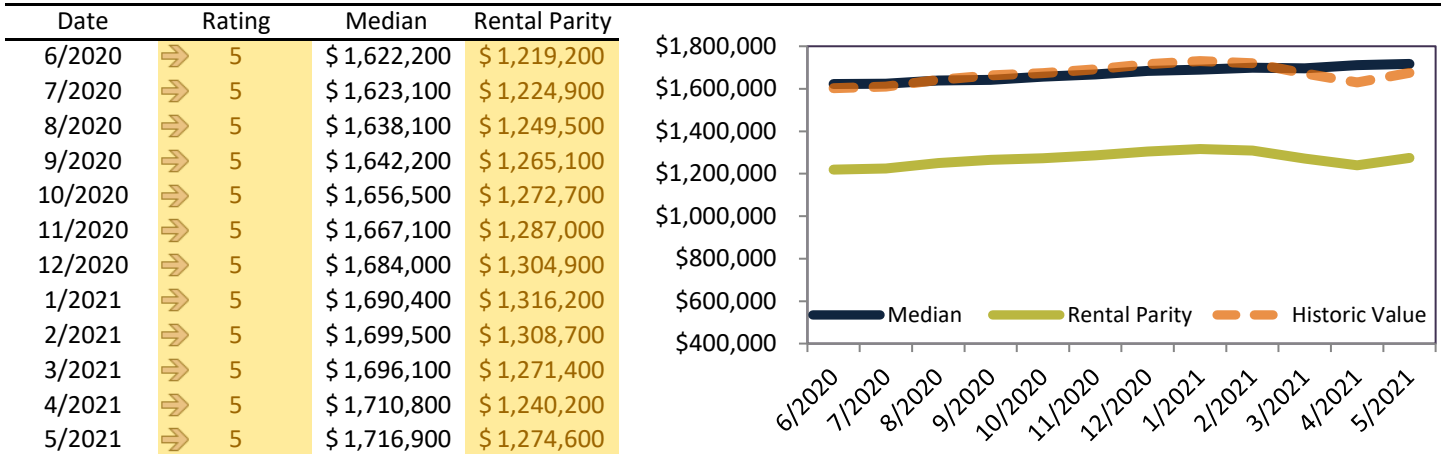 Date Rating Median Rental Parity
6/2020 5 $ 1,622,200 $ 1,219,200
7/2020 5 $ 1,623,100 $ 1,224,900
8/2020 5 $ 1,638,100 $ 1,249,500
9/2020 5 $ 1,642,200 $ 1,265,100
10/2020 5 $ 1,656,500 $ 1,272,700
11/2020 5 $ 1,667,100 $ 1,287,000
12/2020 5 $ 1,684,000 $ 1,304,900
1/2021 5 $ 1,690,400 $ 1,316,200
2/2021 5 $ 1,699,500 $ 1,308,700
3/2021 5 $ 1,696,100 $ 1,271,400
4/2021 5 $ 1,710,800 $ 1,240,200
5/2021 5 $ 1,716,900 $ 1,274,600
$1,800,000
$1,600,000
$1,400,000
$1,200,000
$1,000,000
$800,000
$600,000
$400,000
Median Rental Parity Historic Value
6/2020 7/2020 8/2020 9/2020 10/2020 11/2020 12/2020 1/2021 2/2021 3/2021 4/2021 5/2021